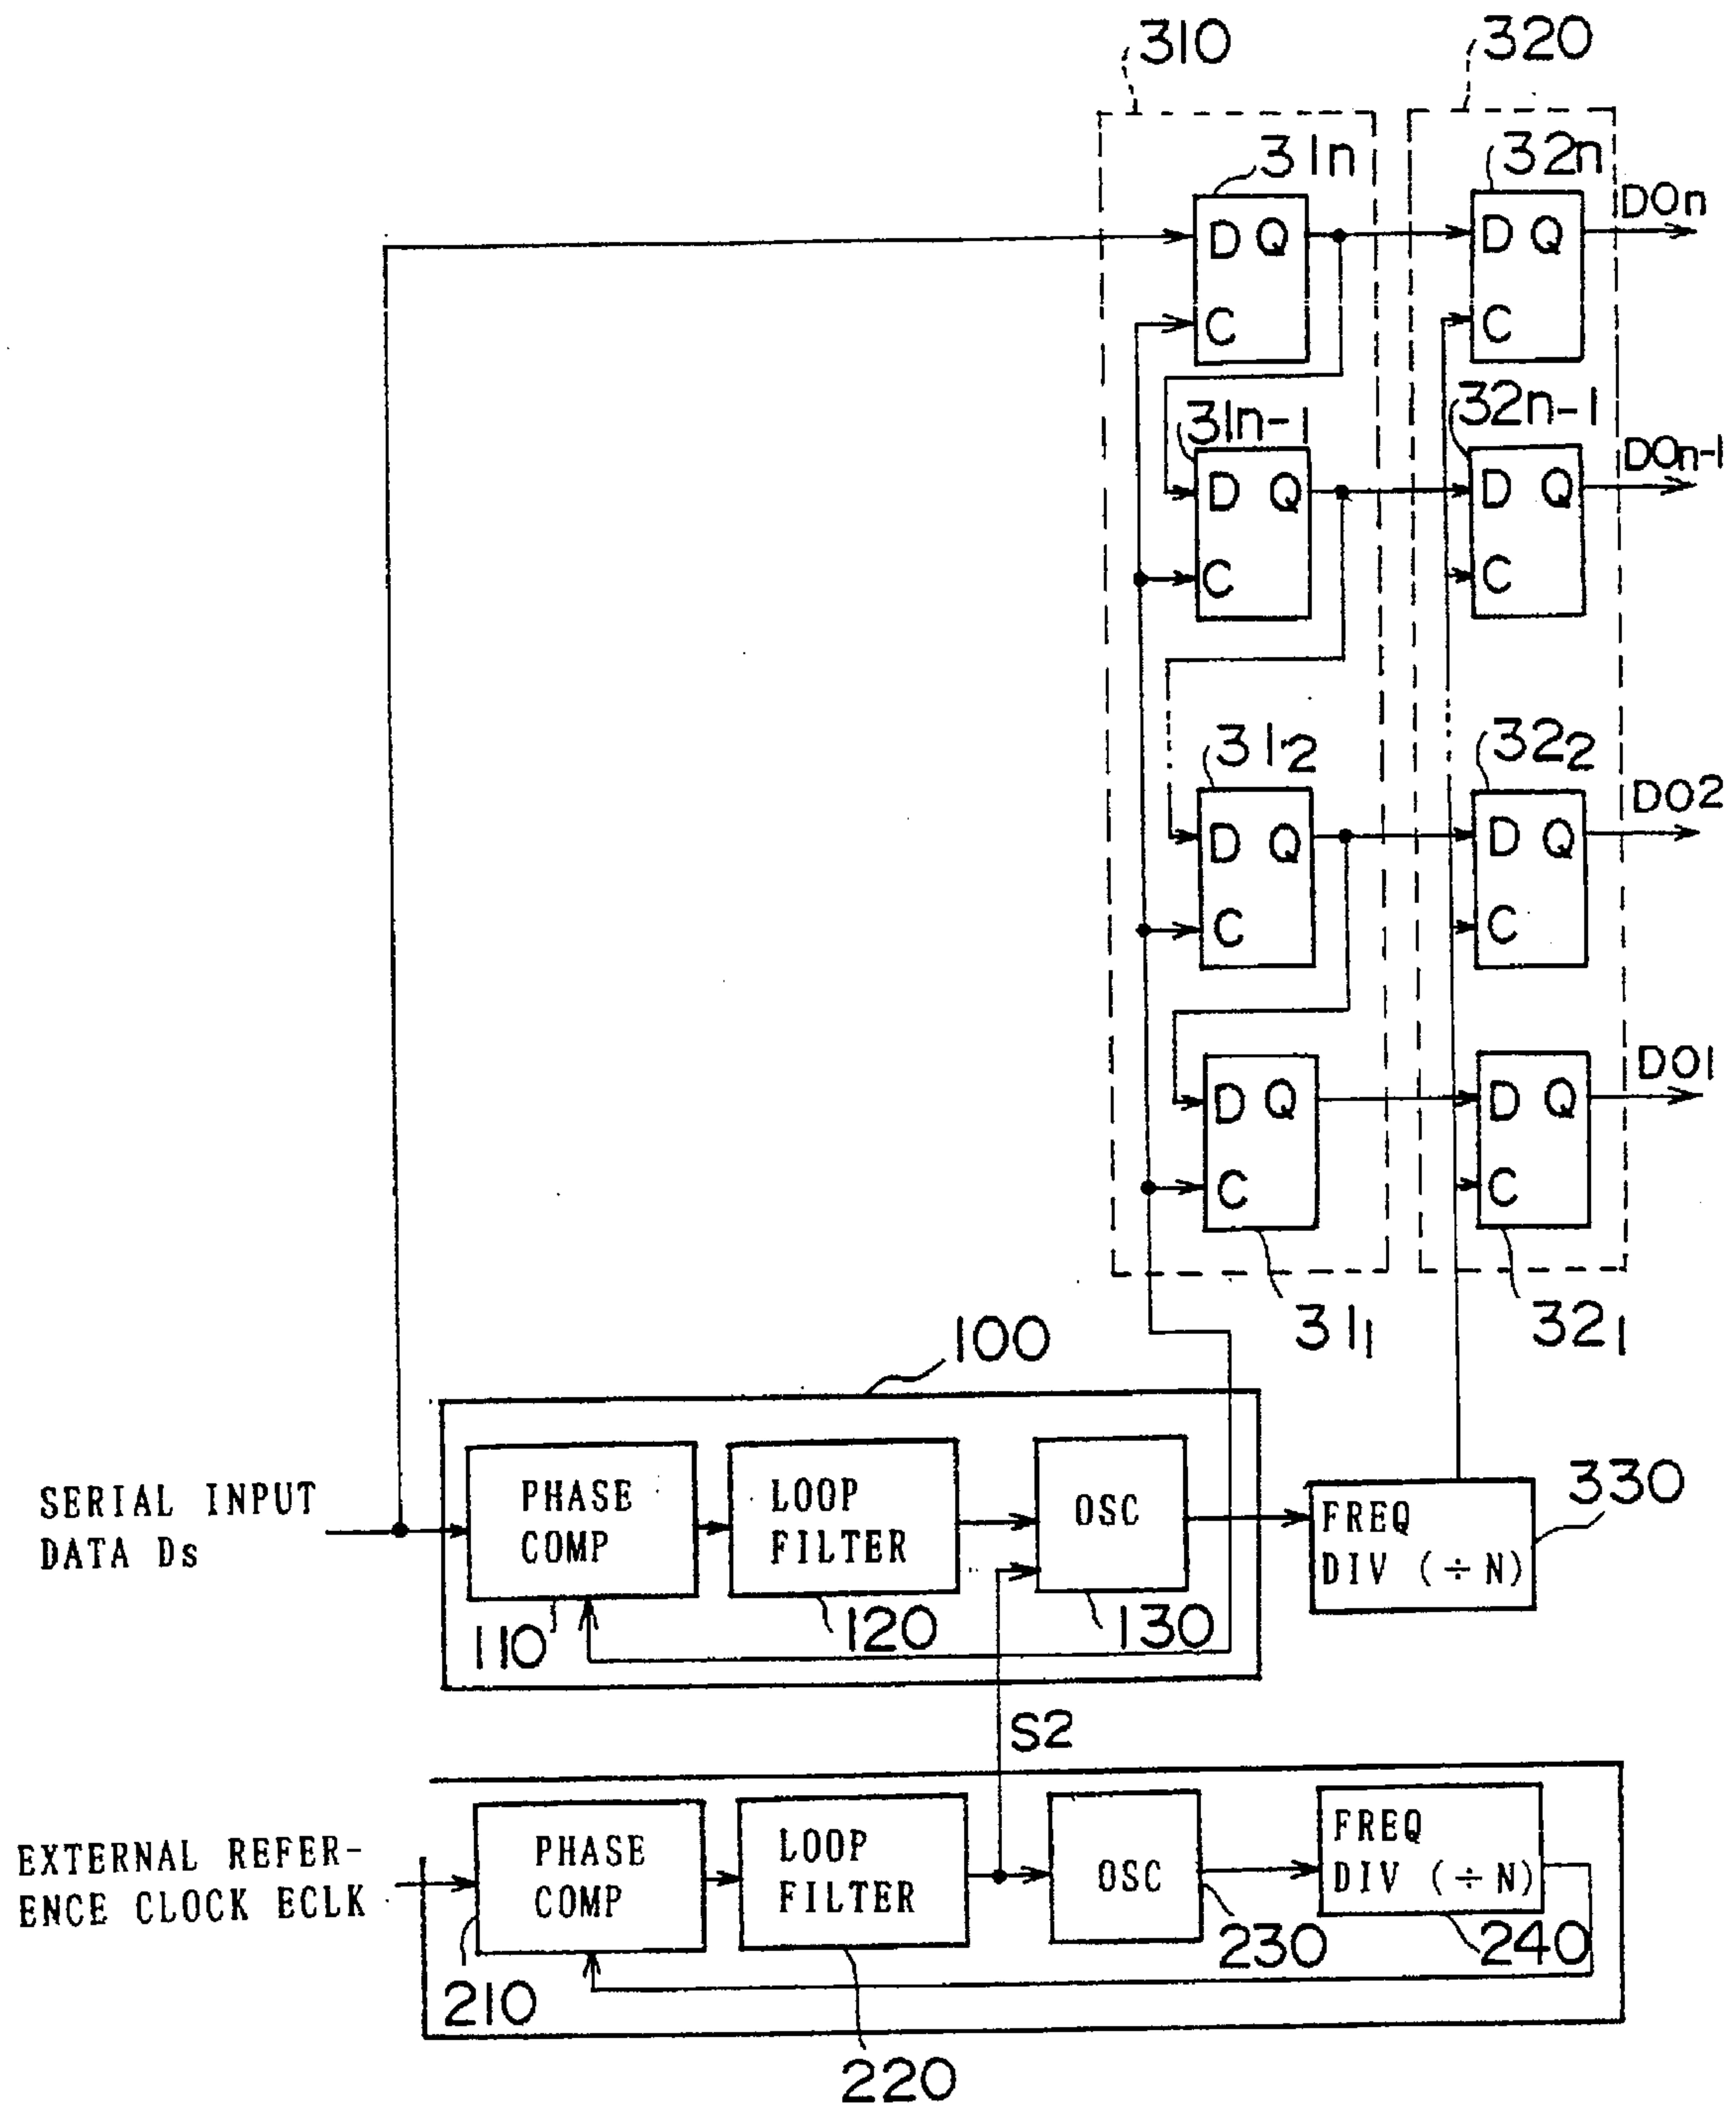 310
320
31n
32n
DOn
D Q
D Q
C
C
31n-1
32n-1
DOn-1
D Q
D Q
C
C
312
322
DO2
D Q
D Q
C
C
DO1
D Q
D Q
C
C
311
321
100
SERIAL INPUT
DATA Ds
PHASE
COMP
LOOP
FILTER
OSC
FREQ
DIV (÷N)
330
110
120
130
S2
EXTERNAL REFER-
ENCE CLOCK ECLK
PHASE
COMP
LOOP
FILTER
OSC
FREQ
DIV (÷N)
210
220
230
240